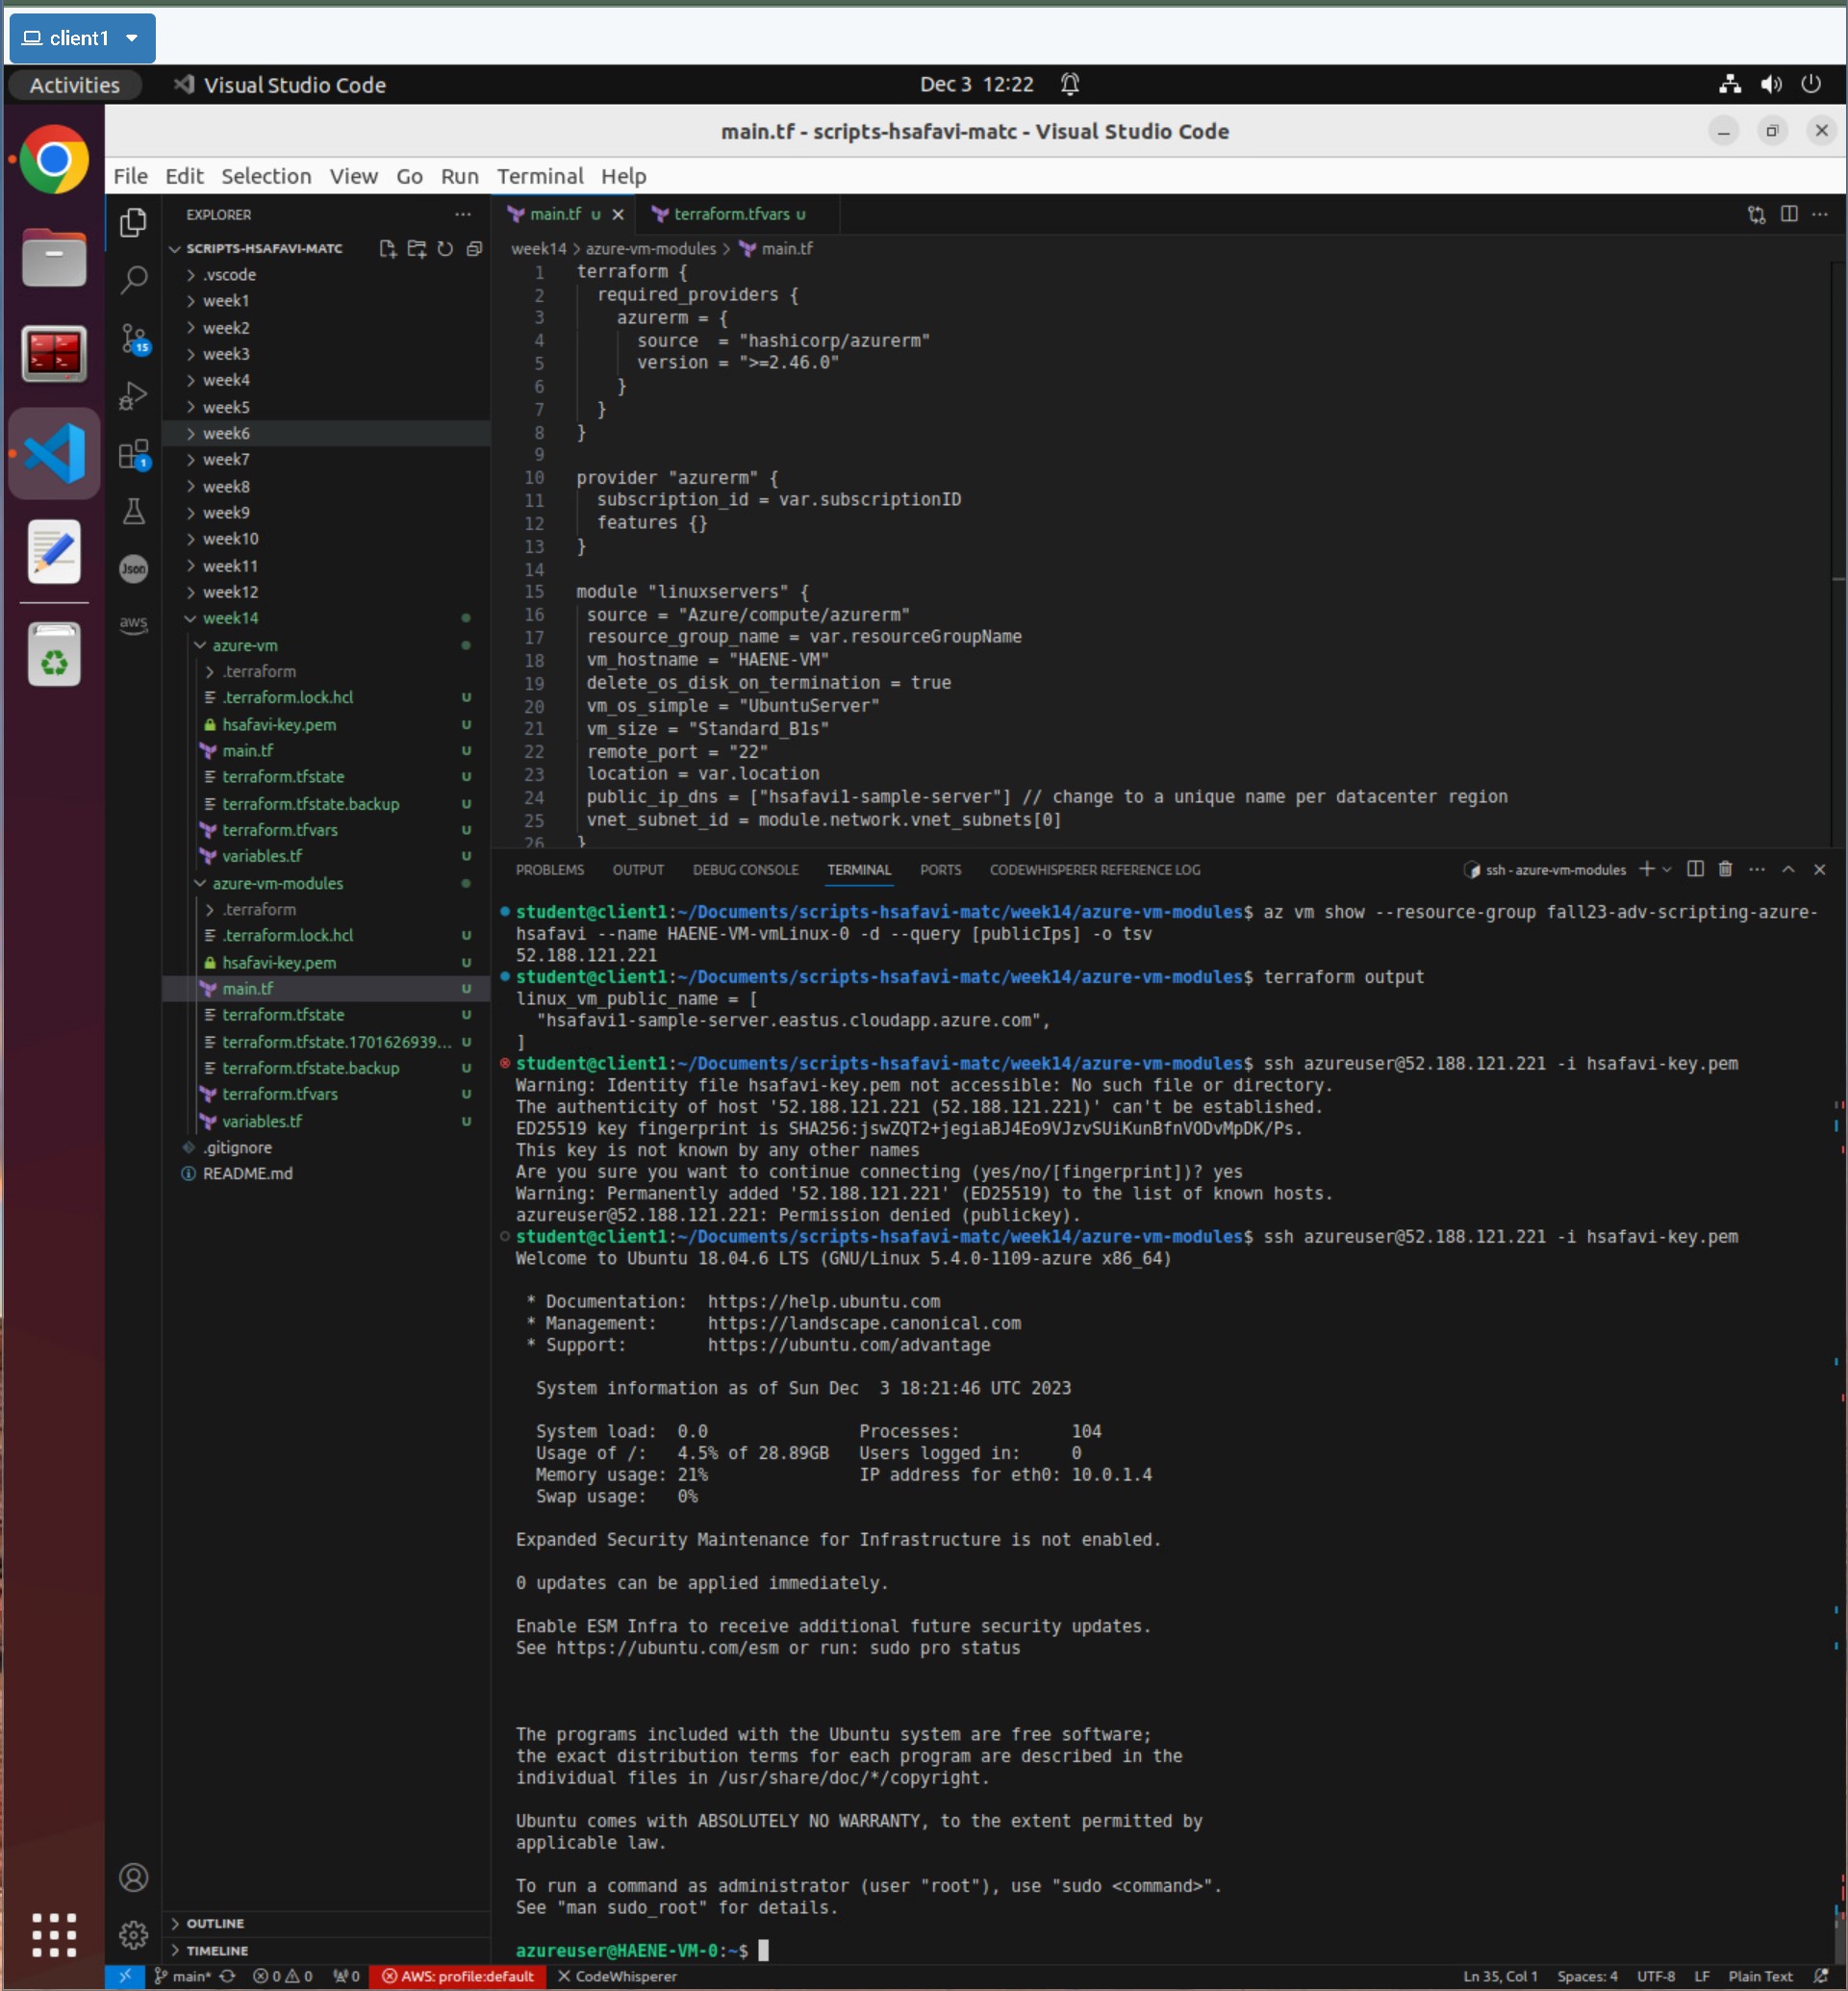 client1
Activities
Visual Studio Code
Dec 3 12:22
main.tf - scripts-hsafavi-matc - Visual Studio Code
File Edit Selection View Go Run Terminal Help
EXPLORER
SCRIPTS-HSAFAVI-MATC
.vscode
week1
week2
week3
week4
week5
week6
week7
week8
week9
week10
week11
week12
week14
azure-vm
.terraform
.terraform.lock.hcl U
hsafavi-key.pem U
main.tf U
terraform.tfstate U
terraform.tfstate.backup U
terraform.tfvars U
variables.tf U
azure-vm-modules
.terraform
.terraform.lock.hcl U
hsafavi-key.pem U
main.tf U
terraform.tfstate U
terraform.tfstate.1701626939... U
terraform.tfstate.backup U
terraform.tfvars U
variables.tf U
.gitignore
README.md
OUTLINE
TIMELINE
15
1
Json
aws
main.tf U
terraform.tfvars U
week14 > azure-vm-modules > main.tf
1 terraform {
2 required_providers {
3 azurerm = {
4 source = "hashicorp/azurerm"
5 version = ">=2.46.0"
6 }
7 }
8 }
9
10 provider "azurerm" {
11 subscription_id = var.subscriptionID
12 features {}
13 }
14
15 module "linuxservers" {
16 source = "Azure/compute/azurerm"
17 resource_group_name = var.resourceGroupName
18 vm_hostname = "HAENE-VM"
19 delete_os_disk_on_termination = true
20 vm_os_simple = "UbuntuServer"
21 vm_size = "Standard_B1s"
22 remote_port = "22"
23 location = var.location
24 public_ip_dns = ["hsafavi1-sample-server"] // change to a unique name per datacenter region
25 vnet_subnet_id = module.network.vnet_subnets[0]
26 }
PROBLEMS OUTPUT DEBUG CONSOLE TERMINAL PORTS CODEWHISPERER REFERENCE LOG
ssh - azure-vm-modules
student@client1:~/Documents/scripts-hsafavi-matc/week14/azure-vm-modules$ az vm show --resource-group fall23-adv-scripting-azure-
hsafavi --name HAENE-VM-vmLinux-0 -d --query [publicIps] -o tsv
52.188.121.221
student@client1:~/Documents/scripts-hsafavi-matc/week14/azure-vm-modules$ terraform output
linux_vm_public_name = [
"hsafavi1-sample-server.eastus.cloudapp.azure.com",
]
student@client1:~/Documents/scripts-hsafavi-matc/week14/azure-vm-modules$ ssh azureuser@52.188.121.221 -i hsafavi-key.pem
Warning: Identity file hsafavi-key.pem not accessible: No such file or directory.
The authenticity of host '52.188.121.221 (52.188.121.221)' can't be established.
ED25519 key fingerprint is SHA256:jswZQT2+jegiaBJ4Eo9VJzvSUiKunBfnVODvMpDK/Ps.
This key is not known by any other names
Are you sure you want to continue connecting (yes/no/[fingerprint])? yes
Warning: Permanently added '52.188.121.221' (ED25519) to the list of known hosts.
azureuser@52.188.121.221: Permission denied (publickey).
student@client1:~/Documents/scripts-hsafavi-matc/week14/azure-vm-modules$ ssh azureuser@52.188.121.221 -i hsafavi-key.pem
Welcome to Ubuntu 18.04.6 LTS (GNU/Linux 5.4.0-1109-azure x86_64)
* Documentation: https://help.ubuntu.com
* Management: https://landscape.canonical.com
* Support: https://ubuntu.com/advantage
System information as of Sun Dec 3 18:21:46 UTC 2023
System load: 0.0 Processes: 104
Usage of /: 4.5% of 28.89GB Users logged in: 0
Memory usage: 21% IP address for eth0: 10.0.1.4
Swap usage: 0%
Expanded Security Maintenance for Infrastructure is not enabled.
0 updates can be applied immediately.
Enable ESM Infra to receive additional future security updates.
See https://ubuntu.com/esm or run: sudo pro status
The programs included with the Ubuntu system are free software;
the exact distribution terms for each program are described in the
individual files in /usr/share/doc/*/copyright.
Ubuntu comes with ABSOLUTELY NO WARRANTY, to the extent permitted by
applicable law.
To run a command as administrator (user "root"), use "sudo <command>".
See "man sudo_root" for details.
azureuser@HAENE-VM-0:~$
main* 0 0 0 AWS: profile:default CodeWhisperer
Ln 35, Col 1 Spaces: 4 UTF-8 LF Plain Text